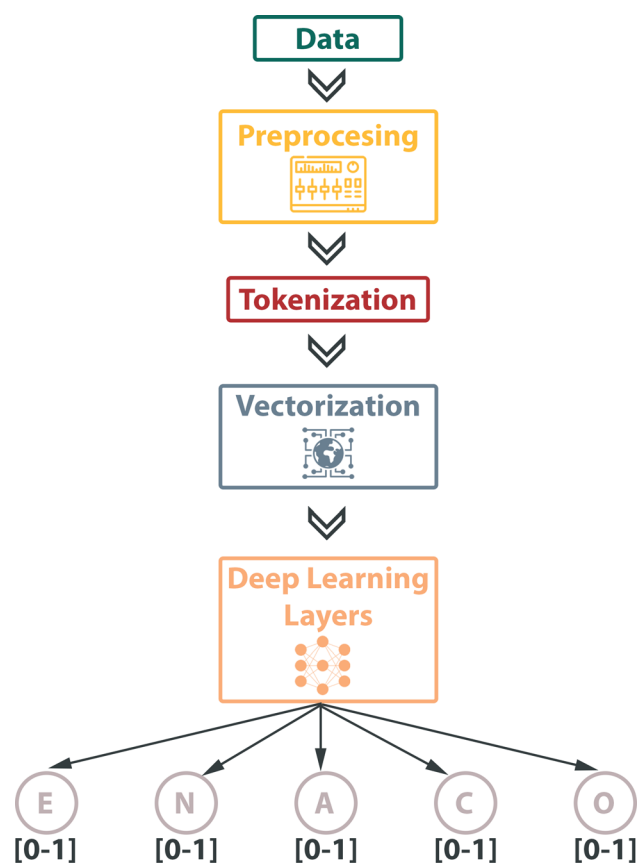 Data
Preprocesing
Tokenization
Vectorization
Deep Learning
Layers
E N A C O
[0-1] [0-1] [0-1] [0-1] [0-1]